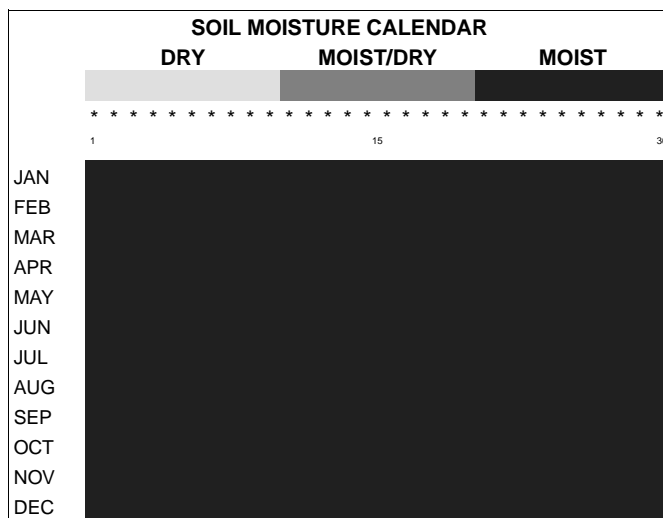 SOIL MOISTURE CALENDAR
DRY MOIST/DRY MOIST
* * * * * * * * * * * * * * * * * * * * * * * * * * * * * *
1 15 30
JAN
FEB
MAR
APR
MAY
JUN
JUL
AUG
SEP
OCT
NOV
DEC